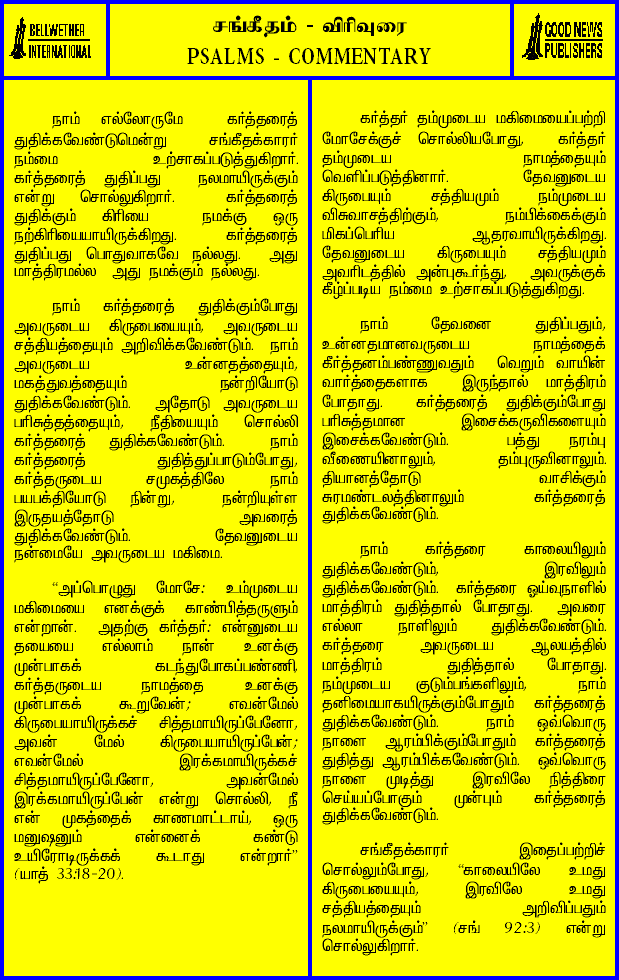 BELLWETHER
INTERNATIONAL
சங்கீதம் - விரிவுரை
PSALMS - COMMENTARY
GOOD NEWS
PUBLISHERS
நாம் எல்லோருமே கர்த்தரைத்
துதிக்கவேண்டுமென்று சங்கீதக்காரர்
நம்மை உற்சாகப்படுத்துகிறார்.
கர்த்தரைத் துதிப்பது நலமாயிருக்கும்
என்று சொல்லுகிறார். கர்த்தரைத்
துதிக்கும் கிரியை நமக்கு ஒரு
நற்கிரியையாயிருக்கிறது. கர்த்தரைத்
துதிப்பது பொதுவாகவே நல்லது. அது
மாத்திரமல்ல அது நமக்கும் நல்லது.
நாம் கர்த்தரைத் துதிக்கும்போது
அவருடைய கிருபையையும், அவருடைய
சத்தியத்தையும் அறிவிக்கவேண்டும். நாம்
அவருடைய உன்னதத்தையும்,
மகத்துவத்தையும் நன்றியோடு
துதிக்கவேண்டும். அதோடு அவருடைய
பரிசுத்தத்தையும், நீதியையும் சொல்லி
கர்த்தரைத் துதிக்கவேண்டும். நாம்
கர்த்தரைத் துதித்துப்பாடும்போது,
கர்த்தருடைய சமுகத்திலே நாம்
பயபக்தியோடு நின்று, நன்றியுள்ள
இருதயத்தோடு அவரைத்
துதிக்கவேண்டும். தேவனுடைய
நன்மையே அவருடைய மகிமை.
“அப்பொழுது மோசே: உம்முடைய
மகிமையை எனக்குக் காண்பித்தருளும்
என்றான். அதற்கு கர்த்தர்: என்னுடைய
தயையை எல்லாம் நான் உனக்கு
முன்பாகக் கடந்துபோகப்பண்ணி,
கர்த்தருடைய நாமத்தை உனக்கு
முன்பாகக் கூறுவேன்; எவன்மேல்
கிருபையாயிருக்கச் சித்தமாயிருப்பேனோ,
அவன் மேல் கிருபையாயிருப்பேன்;
எவன்மேல் இரக்கமாயிருக்கச்
சித்தமாயிருப்பேனோ, அவன்மேல்
இரக்கமாயிருப்பேன் என்று சொல்லி, நீ
என் முகத்தைக் காணமாட்டாய், ஒரு
மனுஷனும் என்னைக் கண்டு
உயிரோடிருக்கக் கூடாது என்றார்”
(யாத் 33:18-20).
கர்த்தர் தம்முடைய மகிமையைப்பற்றி
மோசேக்குச் சொல்லியபோது, கர்த்தர்
தம்முடைய நாமத்தையும்
வெளிப்படுத்தினார். தேவனுடைய
கிருபையும் சத்தியமும் நம்முடைய
விசுவாசத்திற்கும், நம்பிக்கைக்கும்
மிகப்பெரிய ஆதரவாயிருக்கிறது.
தேவனுடைய கிருபையும் சத்தியமும்
அவரிடத்தில் அன்புகூர்ந்து, அவருக்குக்
கீழ்ப்படிய நம்மை உற்சாகப்படுத்துகிறது.
நாம் தேவனை துதிப்பதும்,
உன்னதமானவருடைய நாமத்தைக்
கீர்த்தனம்பண்ணுவதும் வெறும் வாயின்
வார்த்தைகளாக இருந்தால் மாத்திரம்
போதாது. கர்த்தரைத் துதிக்கும்போது
பரிசுத்தமான இசைக்கருவிகளையும்
இசைக்கவேண்டும். பத்து நரம்பு
வீணையினாலும், தம்புருவினாலும்.
தியானத்தோடு வாசிக்கும்
சுரமண்டலத்தினாலும் கர்த்தரைத்
துதிக்கவேண்டும்.
நாம் கர்த்தரை காலையிலும்
துதிக்கவேண்டும், இரவிலும்
துதிக்கவேண்டும். கர்த்தரை ஓய்வுநாளில்
மாத்திரம் துதித்தால் போதாது. அவரை
எல்லா நாளிலும் துதிக்கவேண்டும்.
கர்த்தரை அவருடைய ஆலயத்தில்
மாத்திரம் துதித்தால் போதாது.
நம்முடைய குடும்பங்களிலும், நாம்
தனிமையாகயிருக்கும்போதும் கர்த்தரைத்
துதிக்கவேண்டும். நாம் ஒவ்வொரு
நாளை ஆரம்பிக்கும்போதும் கர்த்தரைத்
துதித்து ஆரம்பிக்கவேண்டும். ஒவ்வொரு
நாளை முடித்து இரவிலே நித்திரை
செய்யப்போகும் முன்பும் கர்த்தரைத்
துதிக்கவேண்டும்.
சங்கீதக்காரர் இதைப்பற்றிச்
சொல்லும்போது, “காலையிலே உமது
கிருபையையும், இரவிலே உமது
சத்தியத்தையும் அறிவிப்பதும்
நலமாயிருக்கும்” (சங் 92:3) என்று
சொல்லுகிறார்.